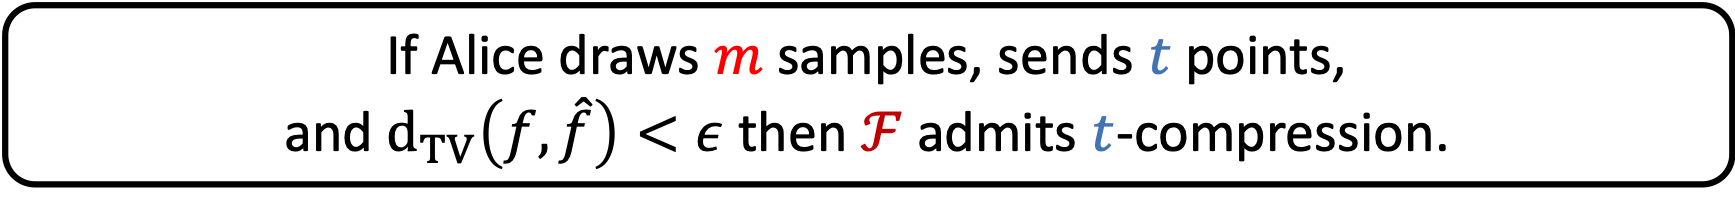 If Alice draws m samples, sends t points,
and d_TV(f, f̂) < ϵ then ℱ admits t-compression.